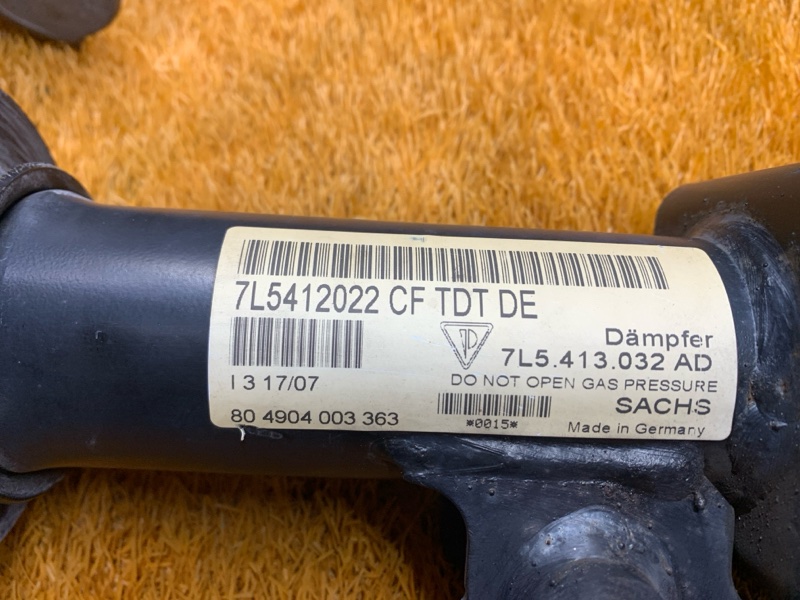 7L5412022 CF TDT DE
Dämpfer
7L5.413.032 AD
I 3 17/07
DO NOT OPEN GAS PRESSURE
SACHS
80 4904 003 363
*0015*
Made in Germany